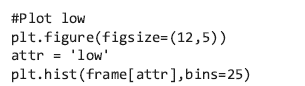 #Plot low
plt.figure(figsize=(12,5))
attr = 'low'
plt.hist(frame[attr],bins=25)